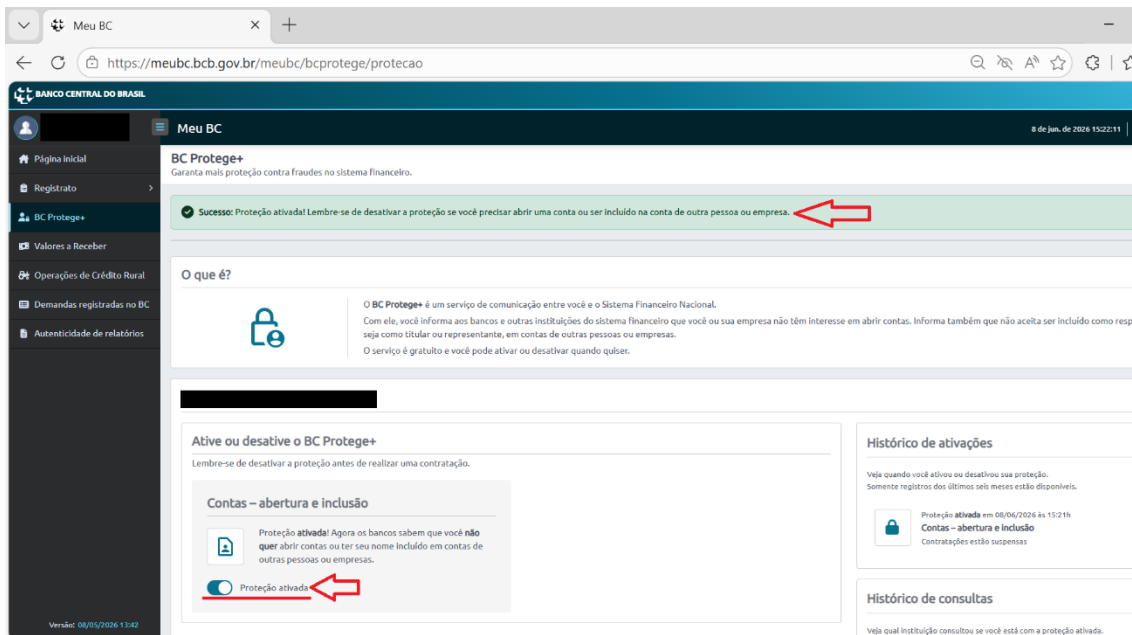 Meu BC
https://meubc.bcb.gov.br/meubc/bcprotege/protecao
BANCO CENTRAL DO BRASIL
Meu BC
8 de jun. de 2026 15:22:11
Página inicial
Registrato
BC Protege+
Valores a Receber
Operações de Crédito Rural
Demandas registradas no BC
Autenticidade de relatórios
Versão: 08/05/2026 13:42
BC Protege+
Garanta mais proteção contra fraudes no sistema financeiro.
Sucesso: Proteção ativada! Lembre-se de desativar a proteção se você precisar abrir uma conta ou ser incluído na conta de outra pessoa ou empresa.
O que é?
O BC Protege+ é um serviço de comunicação entre você e o Sistema Financeiro Nacional.
Com ele, você informa aos bancos e outras instituições do sistema financeiro que você ou sua empresa não têm interesse em abrir contas. Informa também que não aceita ser incluído como resp
seja como titular ou representante, em contas de outras pessoas ou empresas.
O serviço é gratuito e você pode ativar ou desativar quando quiser.
Ative ou desative o BC Protege+
Lembre-se de desativar a proteção antes de realizar uma contratação.
Contas – abertura e inclusão
Proteção ativada! Agora os bancos sabem que você não
quer abrir contas ou ter seu nome incluído em contas de
outras pessoas ou empresas.
Proteção ativada
Histórico de ativações
Veja quando você ativou ou desativou sua proteção.
Somente registros dos últimos seis meses estão disponíveis.
Proteção ativada em 08/06/2026 às 15:21h
Contas – abertura e inclusão
Contratações estão suspensas
Histórico de consultas
Veja qual instituição consultou se você está com a proteção ativada.